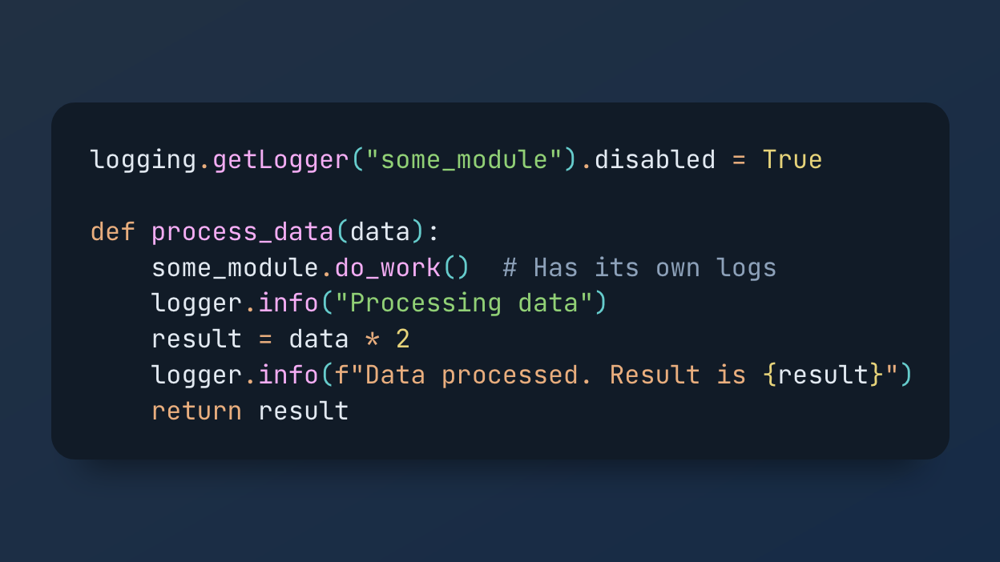 logging.getLogger("some_module").disabled = True

def process_data(data):
    some_module.do_work()  # Has its own logs
    logger.info("Processing data")
    result = data * 2
    logger.info(f"Data processed. Result is {result}")
    return result